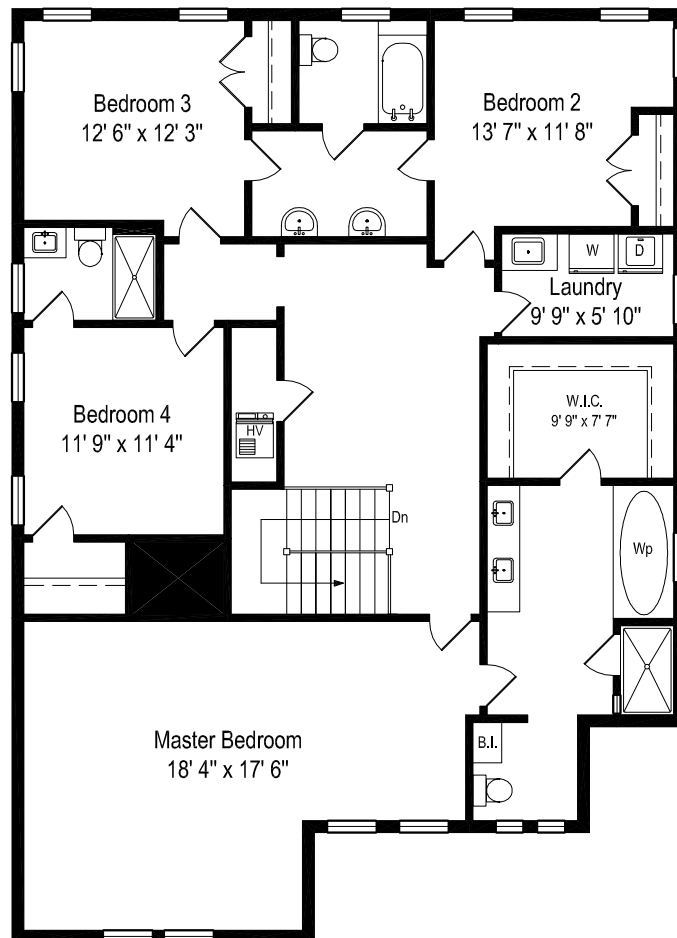 Bedroom 3
12' 6" x 12' 3"
Bedroom 2
13' 7" x 11' 8"
W
D
Laundry
9' 9" x 5' 10"
W.I.C.
9' 9" x 7' 7"
Bedroom 4
11' 9" x 11' 4"
HV
Dn
Wp
Master Bedroom
18' 4" x 17' 6"
B.I.